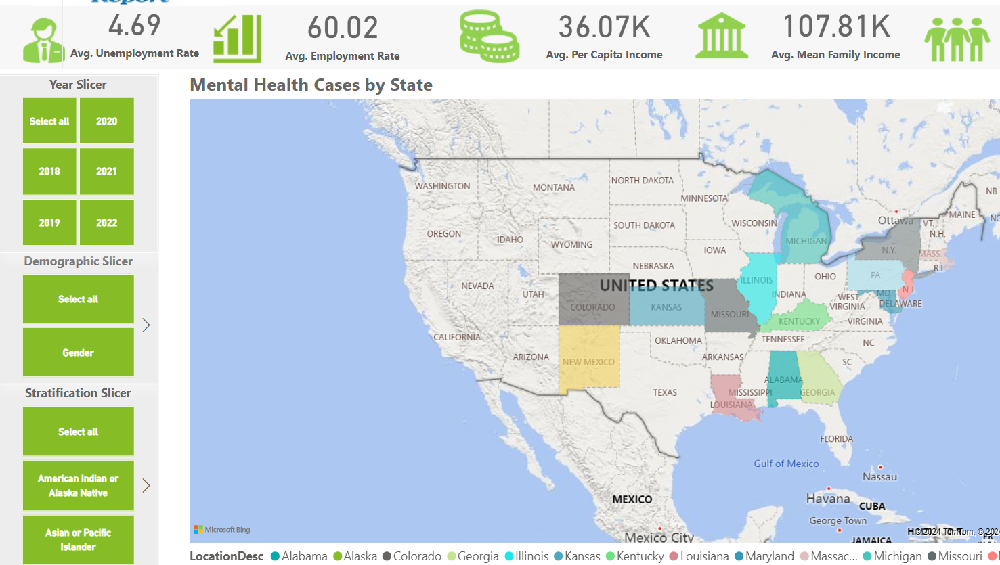 Report
4.69
Avg. Unemployment Rate
60.02
Avg. Employment Rate
36.07K
Avg. Per Capita Income
107.81K
Avg. Mean Family Income
Year Slicer
Select all
2020
2018
2021
2019
2022
Demographic Slicer
Select all
Gender
Stratification Slicer
Select all
American Indian or
Alaska Native
Asian or Pacific
Islander
Mental Health Cases by State
WASHINGTON
MONTANA
NORTH DAKOTA
MINNESOTA
NB
MAINE
Ottawa
VT.
WISCONSIN
SOUTH DAKOTA
OREGON
IDAHO
WYOMING
MICHIGAN
N.H.
N.Y.
MASS.
IOWA
NEBRASKA
R.I.
OHIO
PA
ILLINOIS
NEVADA
UNITED STATES
UTAH
INDIANA
N.J.
MD.
WEST
VIRGINIA
DELAWARE
COLORADO
KANSAS
MISSOURI
KENTUCKY
VIRGINIA
CALIFORNIA
OKLAHOMA
TENNESSEE
NC
ARIZONA
NEW MEXICO
ARKANSAS
SC
ALABAMA
TEXAS
MISSISSIPPI
GEORGIA
LOUISIANA
FLORIDA
Gulf of Mexico
Nassau
MEXICO
Havana
CUBA
George Town
Microsoft Bing
Mexico City
JAMAICA
© 2024 TomTom, © 2024
LocationDesc
Alabama
Alaska
Colorado
Georgia
Illinois
Kansas
Kentucky
Louisiana
Maryland
Massac...
Michigan
Missouri